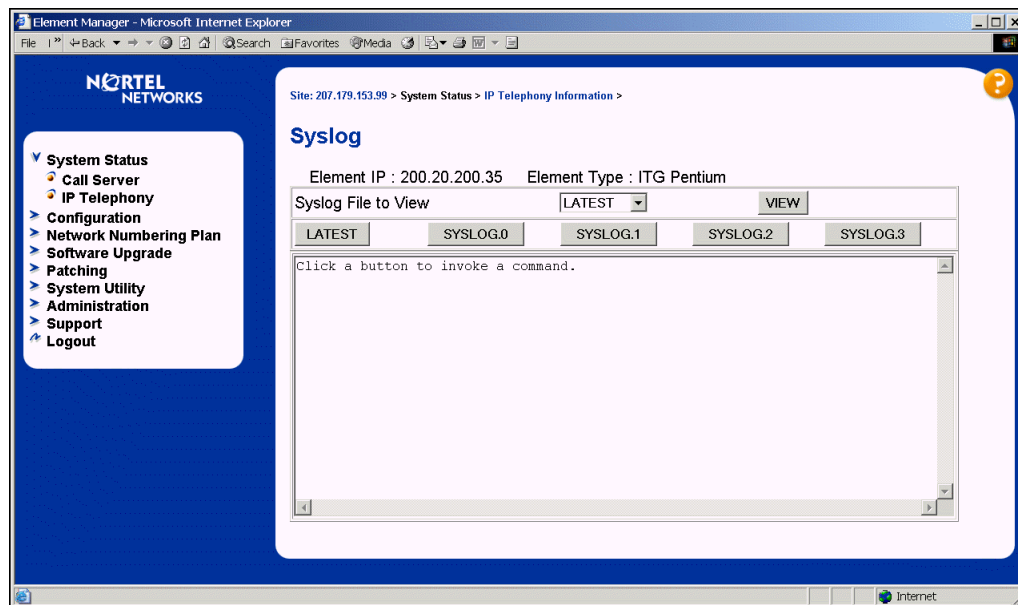 Element Manager - Microsoft Internet Explorer
File 1 » Back Search Favorites Media
NORTEL
NETWORKS
System Status
Call Server
IP Telephony
Configuration
Network Numbering Plan
Software Upgrade
Patching
System Utility
Administration
Support
Logout
Site: 207.179.153.99 > System Status > IP Telephony Information >
Syslog
Element IP : 200.20.200.35 Element Type : ITG Pentium
Syslog File to View LATEST VIEW
LATEST SYSLOG.0 SYSLOG.1 SYSLOG.2 SYSLOG.3
Click a button to invoke a command.
Internet